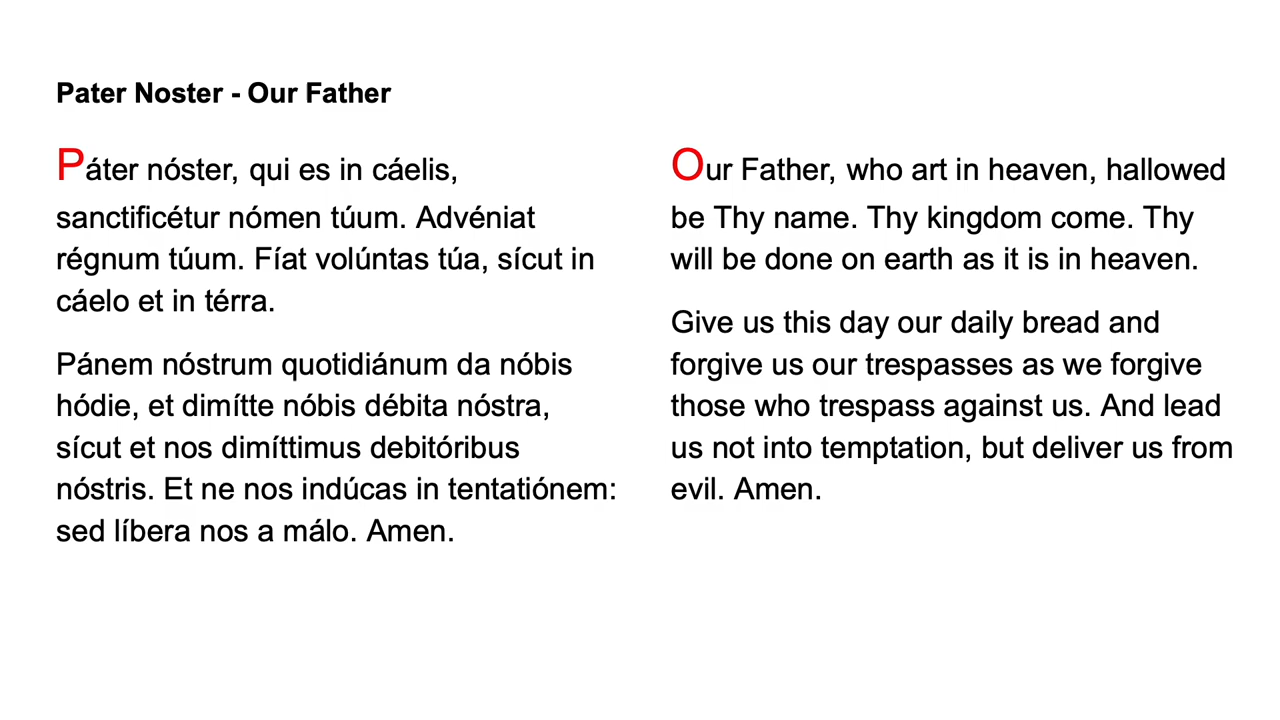 Pater Noster - Our Father
Páter nóster, qui es in cáelis,
sanctificétur nómen túum. Advéniat
régnum túum. Fíat volúntas túa, sícut in
cáelo et in térra.
Pánem nóstrum quotidiánum da nóbis
hódie, et dimítte nóbis débita nóstra,
sícut et nos dimíttimus debitóribus
nóstris. Et ne nos indúcas in tentatiónem:
sed líbera nos a málo. Amen.
Our Father, who art in heaven, hallowed
be Thy name. Thy kingdom come. Thy
will be done on earth as it is in heaven.
Give us this day our daily bread and
forgive us our trespasses as we forgive
those who trespass against us. And lead
us not into temptation, but deliver us from
evil. Amen.